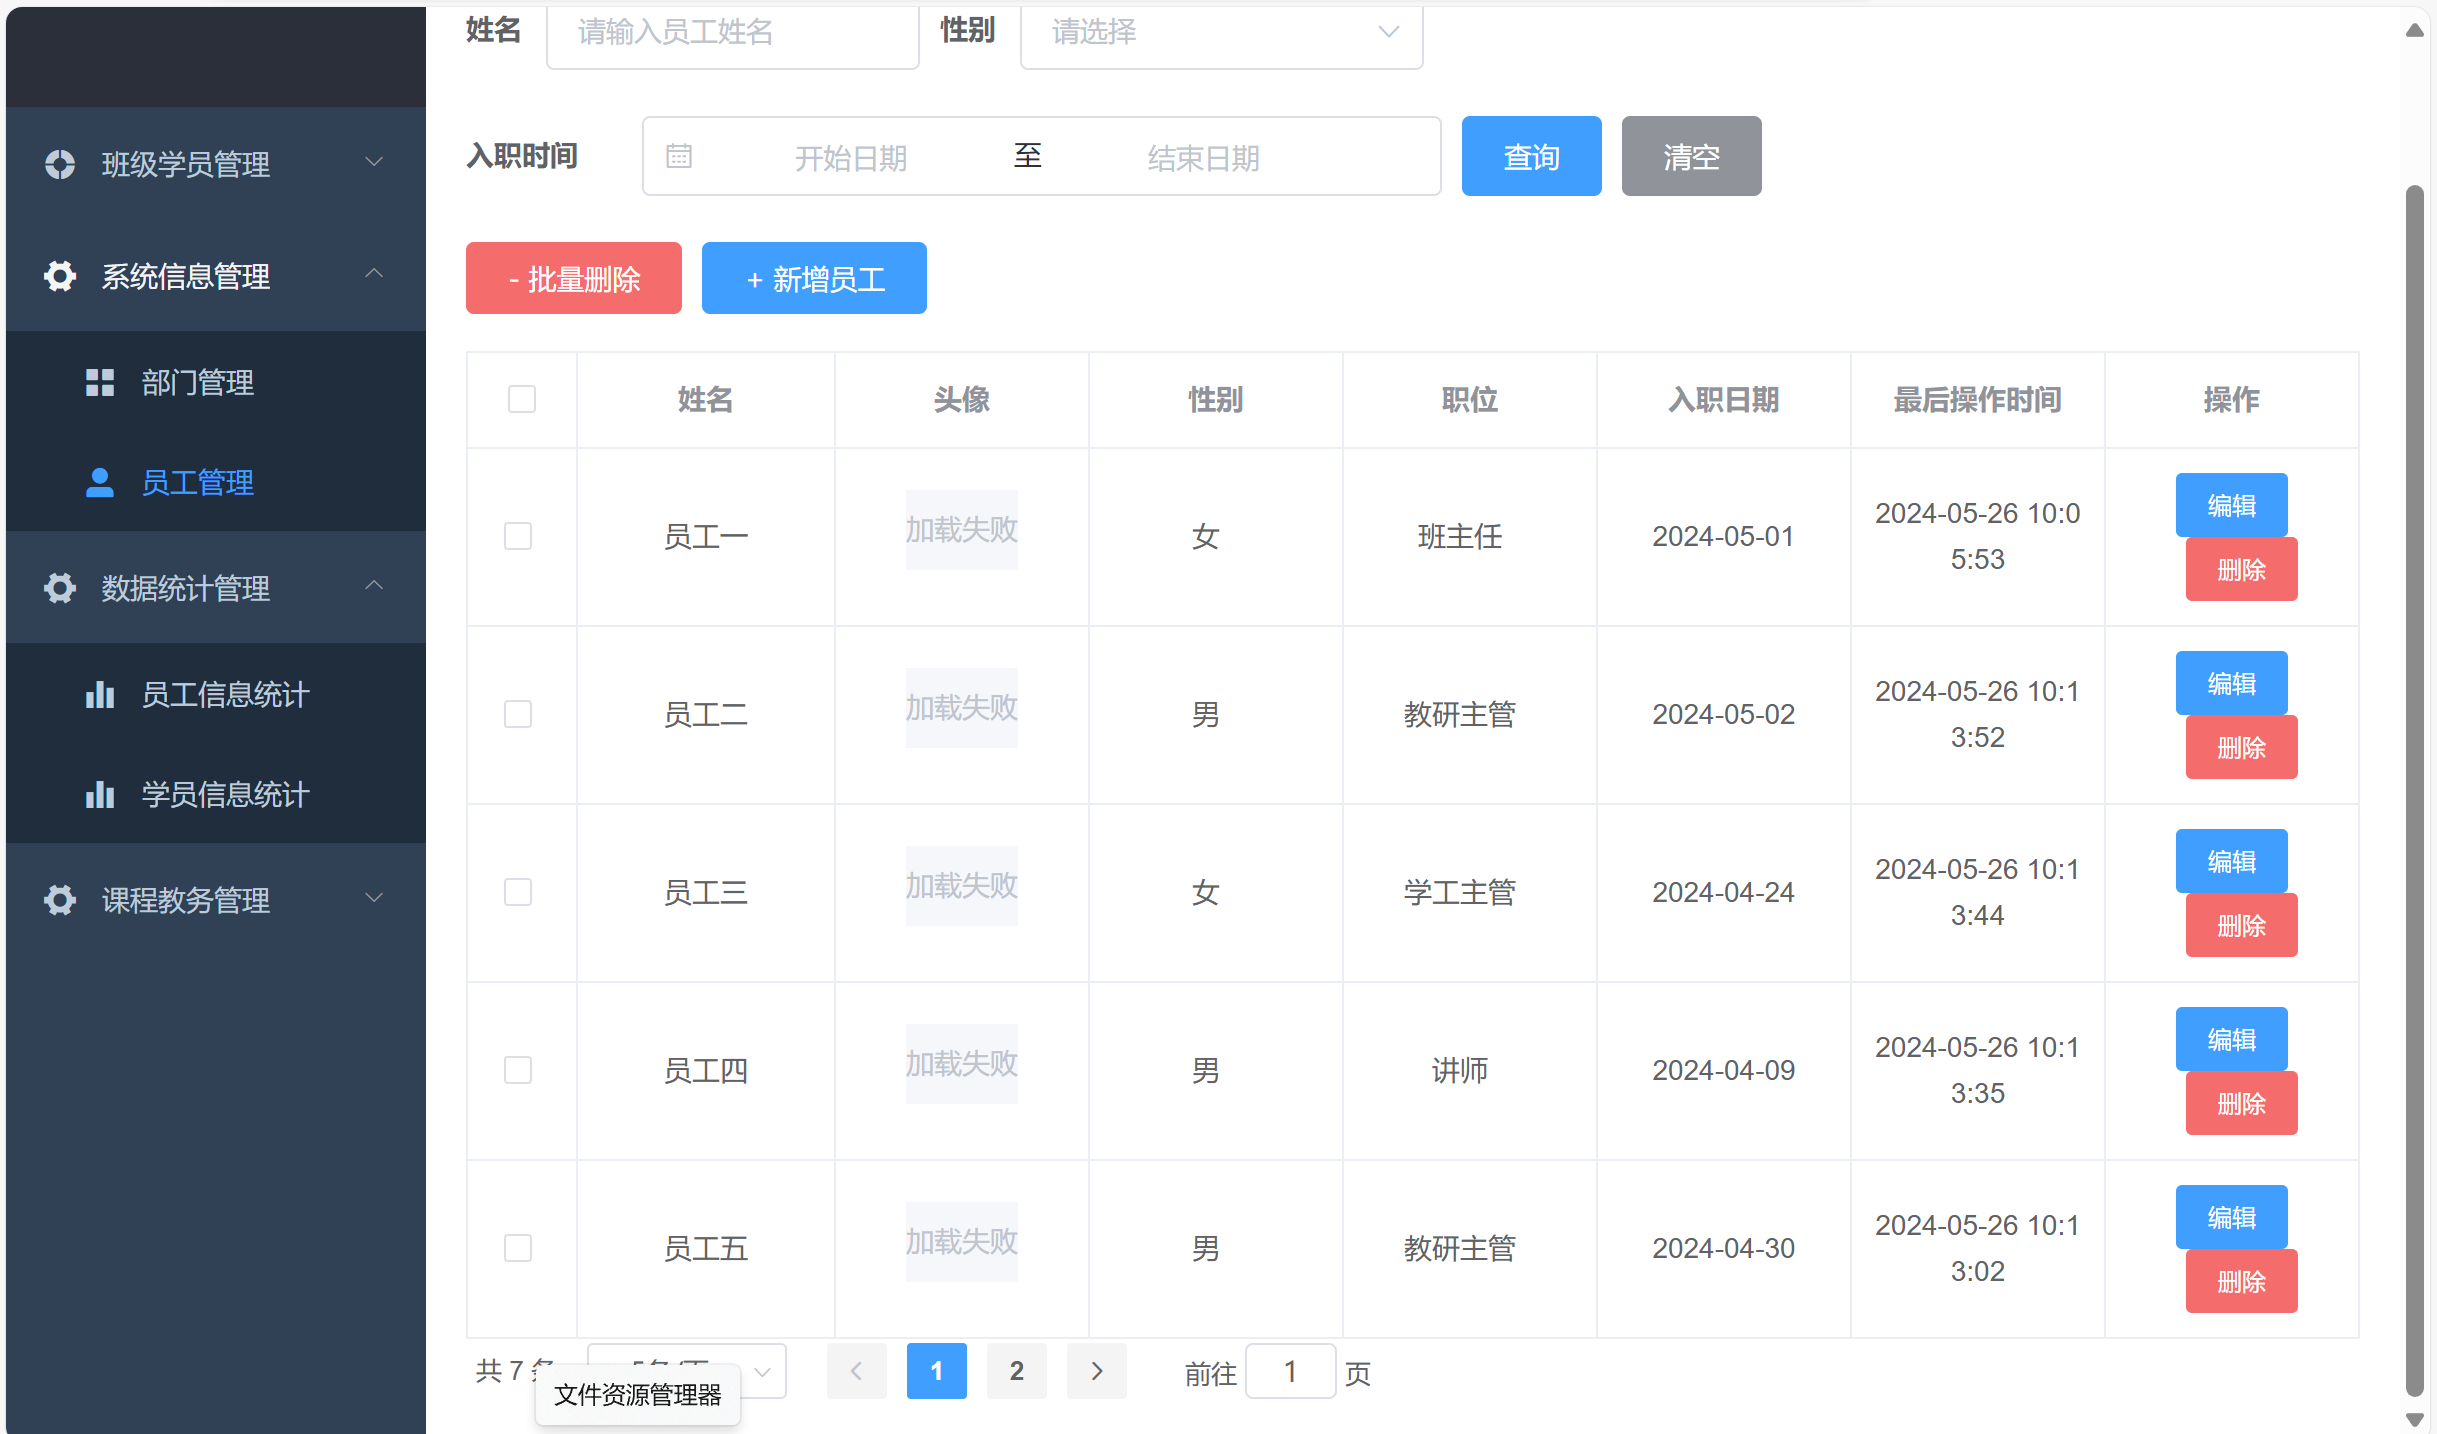 姓名 请输入员工姓名 性别 请选择
入职时间 开始日期 至 结束日期 查询 清空
- 批量删除 + 新增员工
班级学员管理
系统信息管理
部门管理
员工管理
数据统计管理
员工信息统计
学员信息统计
课程教务管理
姓名 头像 性别 职位 入职日期 最后操作时间 操作
员工一 加载失败 女 班主任 2024-05-01 2024-05-26 10:0
5:53
编辑
删除
员工二 加载失败 男 教研主管 2024-05-02 2024-05-26 10:1
3:52
编辑
删除
员工三 加载失败 女 学工主管 2024-04-24 2024-05-26 10:1
3:44
编辑
删除
员工四 加载失败 男 讲师 2024-04-09 2024-05-26 10:1
3:35
编辑
删除
员工五 加载失败 男 教研主管 2024-04-30 2024-05-26 10:1
3:02
编辑
删除
共 7 1 2 前往 1 页
文件资源管理器